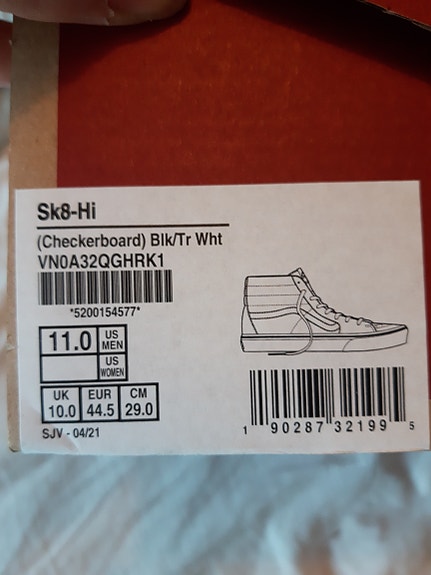 Sk8-Hi
(Checkerboard) Blk/Tr Wht
VN0A32QGHRK1
*5200154577*
11.0 US MEN
US WOMEN
UK 10.0 EUR 44.5 CM 29.0
SJV - 04/21
1 90287 32199 5